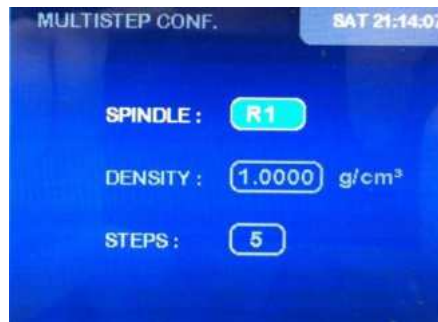 MULTISTEP CONF. SAT 21:14:07
SPINDLE : R1
DENSITY : 1.0000 g/cm³
STEPS : 5